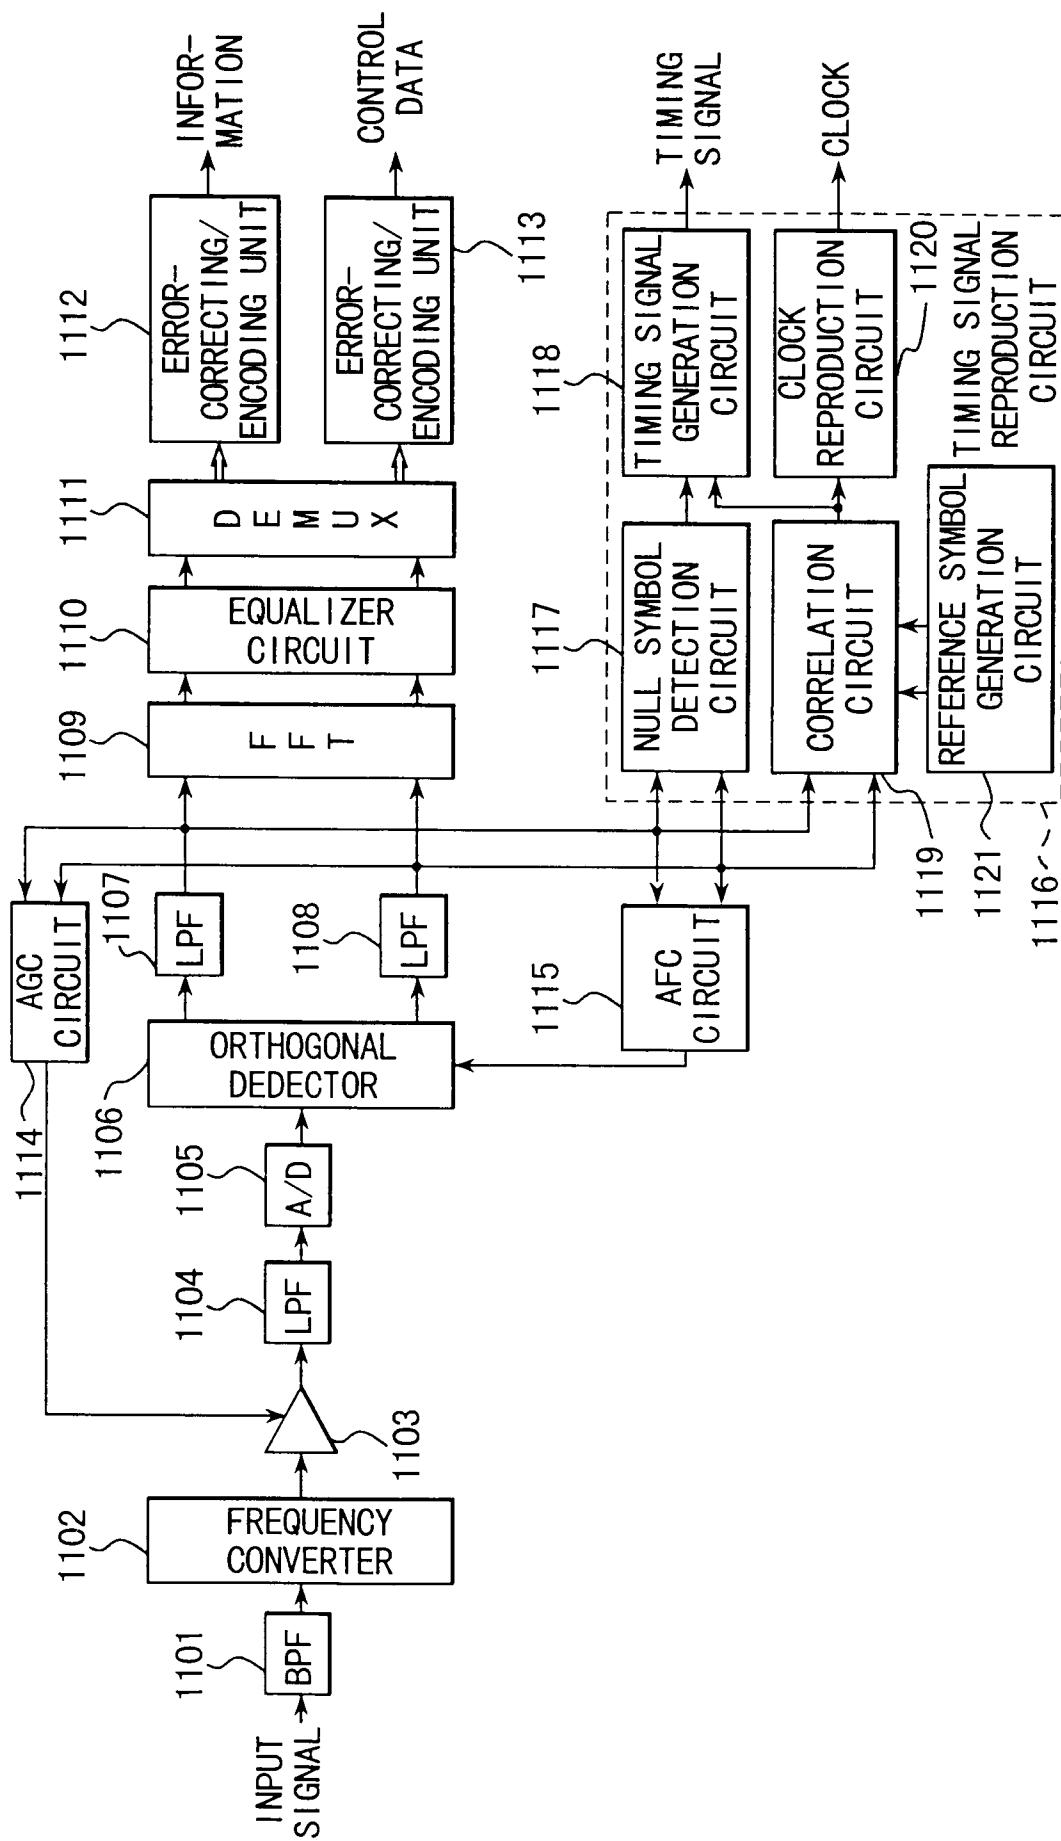 INPUT
SIGNAL
1101
BPF
1102
FREQUENCY
CONVERTER
1103
1104
LPF
1105
A/D
1106
ORTHOGONAL
DEDECTOR
1107
LPF
1108
LPF
1114
AGC
CIRCUIT
1109
FFT
1110
EQUALIZER
CIRCUIT
1111
DEMUX
1112
ERROR-
CORRECTING/
ENCODING UNIT
INFOR-
MATION
ERROR-
CORRECTING/
ENCODING UNIT
1113
CONTROL
DATA
1115
AFC
CIRCUIT
1117
NULL SYMBOL
DETECTION
CIRCUIT
1118
TIMING SIGNAL
GENERATION
CIRCUIT
TIMING
SIGNAL
CORRELATION
CIRCUIT
1119
CLOCK
REPRODUCTION
CIRCUIT
1120
CLOCK
REFERENCE SYMBOL
GENERATION
CIRCUIT
1121
TIMING SIGNAL
REPRODUCTION
CIRCUIT
1116